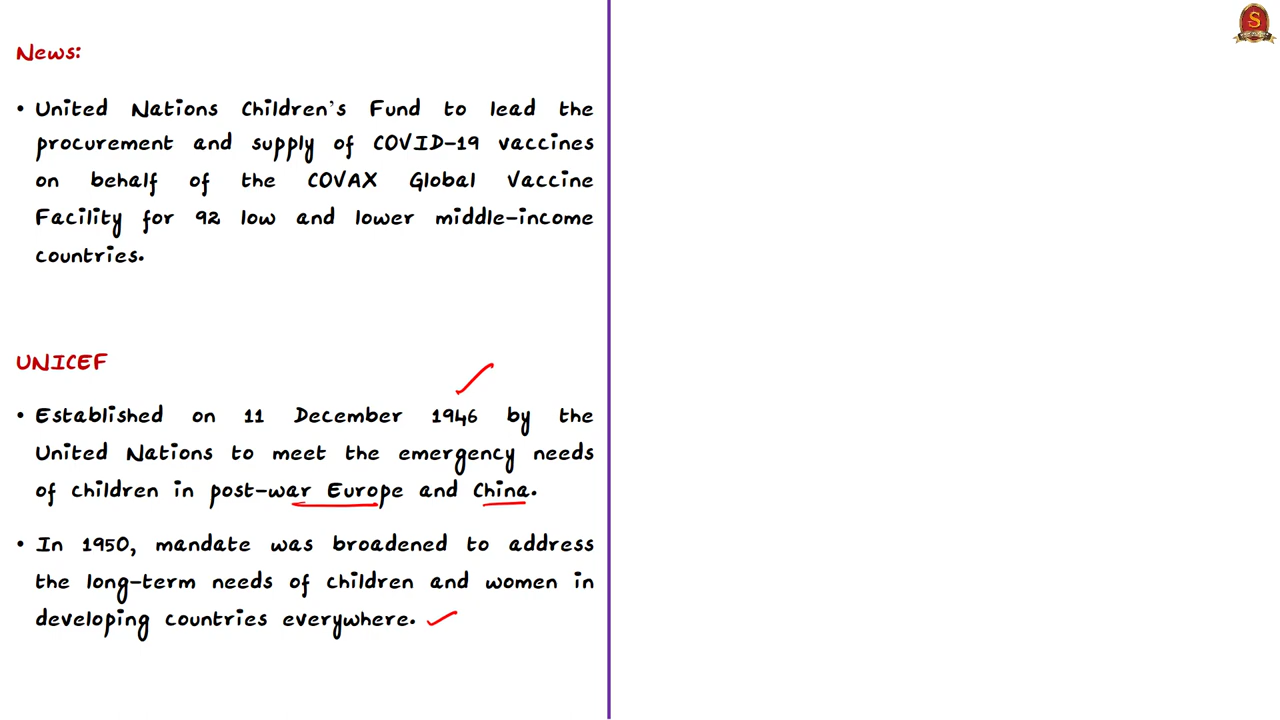 News:
• United Nations Children's Fund to lead the
procurement and supply of COVID-19 vaccines
on behalf of the COVAX Global Vaccine
Facility for 92 low and lower middle-income
countries.
UNICEF
• Established on 11 December 1946 by the
United Nations to meet the emergency needs
of children in post-war Europe and China.
• In 1950, mandate was broadened to address
the long-term needs of children and women in
developing countries everywhere.
S